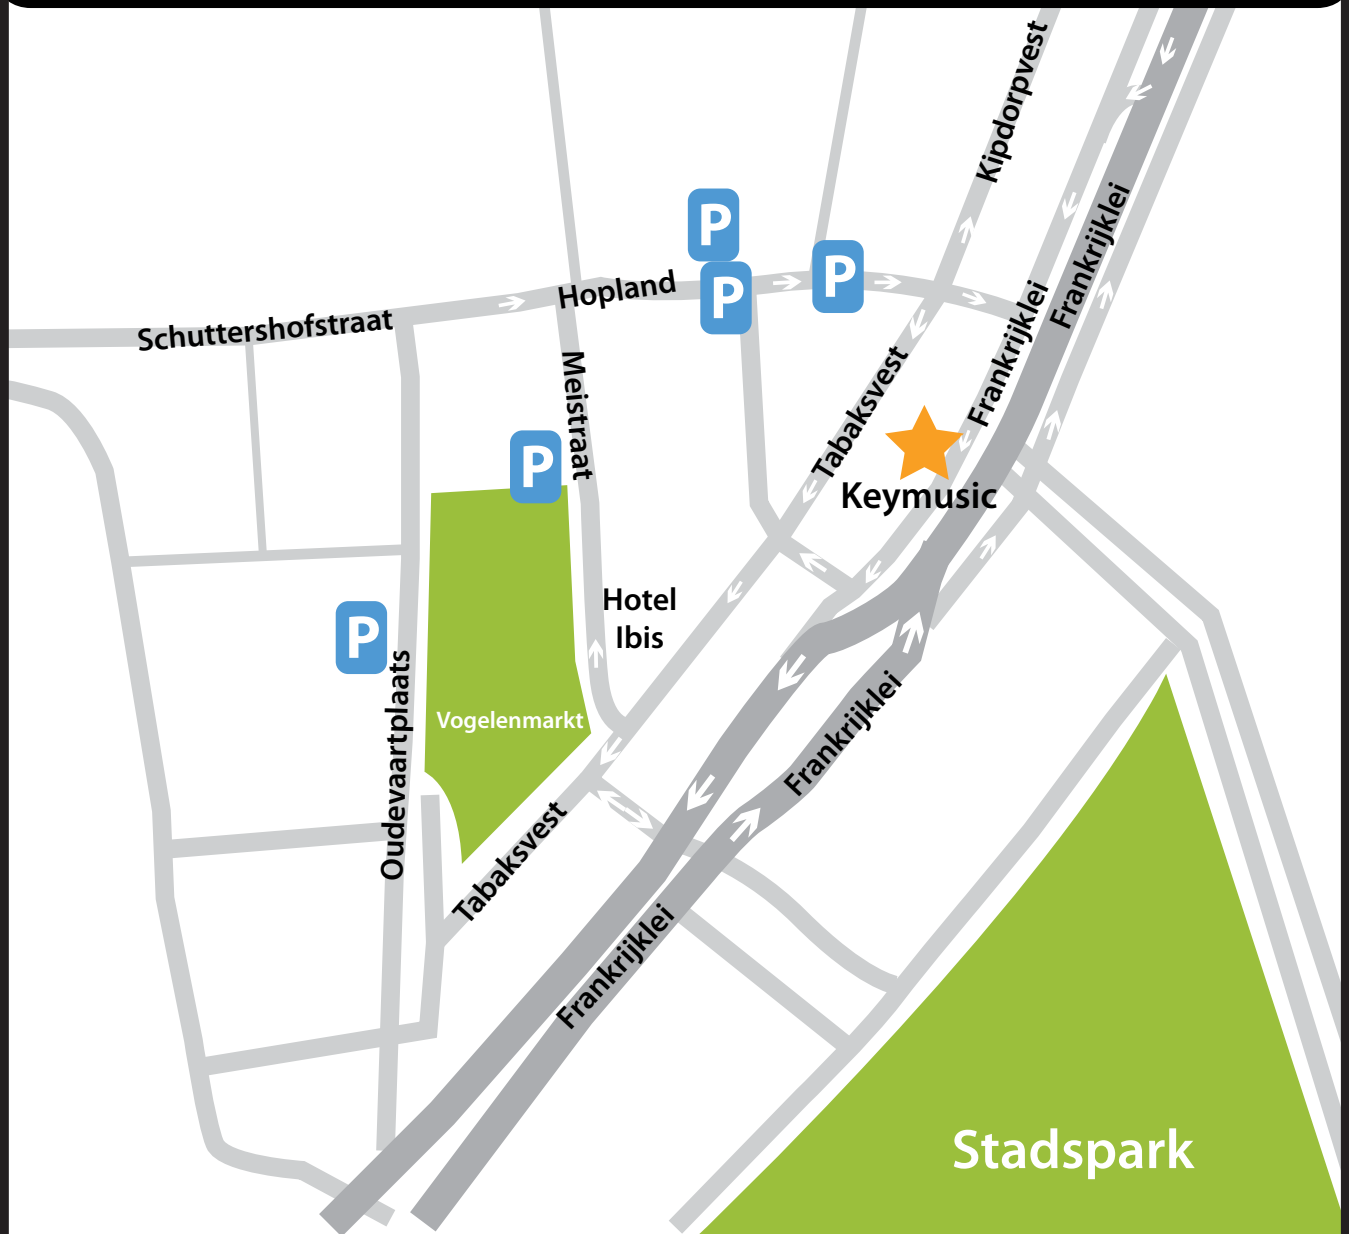 Kipdorpvest
P
Frankrijklei
P
P
Hopland
Schuttershofstraat
Frankrijklei
Meistraat
Tabaksvest
P
Keymusic
Hotel
Ibis
P
Oudevaartplaats
Vogelenmarkt
Frankrijklei
Tabaksvest
Frankrijklei
Stadspark